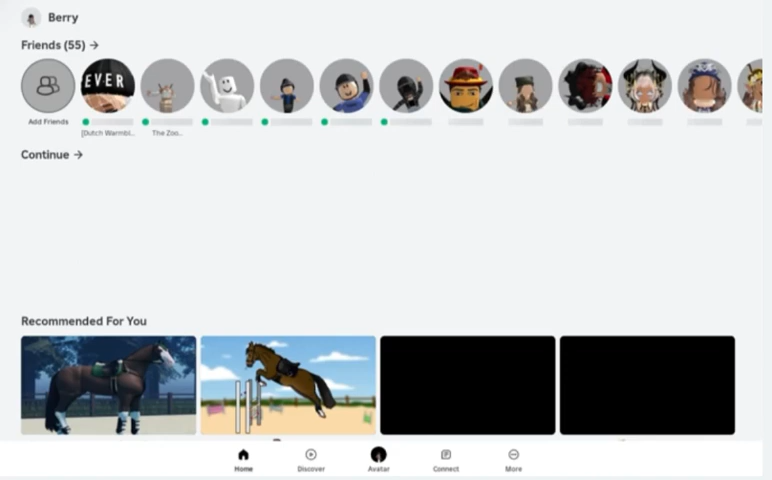 Berry
Friends (55) →
EVER
Add Friends
[Dutch Warmbl...
The Zoo...
Continue →
Recommended For You
Home
Discover
Avatar
Connect
More